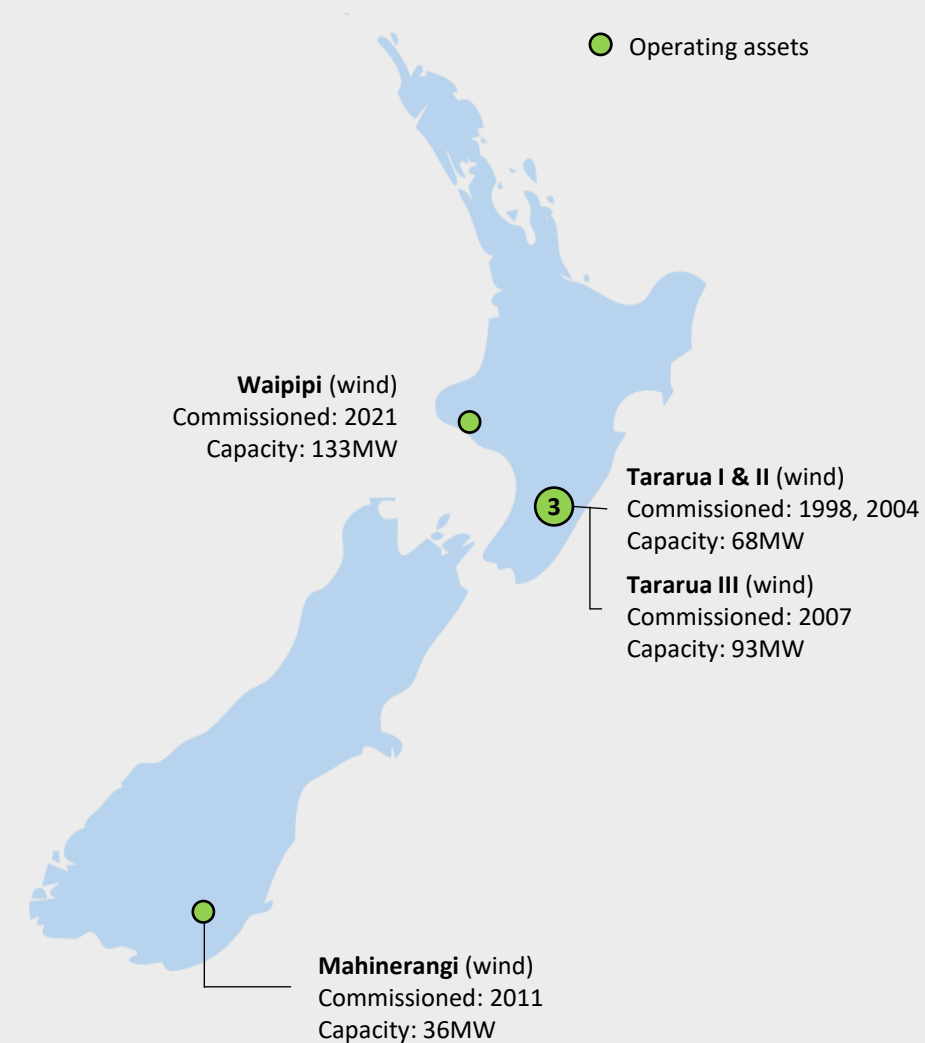 Operating assets
Waipipi (wind)
Commissioned: 2021
Capacity: 133MW
3
Tararua I & II (wind)
Commissioned: 1998, 2004
Capacity: 68MW
Tararua III (wind)
Commissioned: 2007
Capacity: 93MW
Mahinerangi (wind)
Commissioned: 2011
Capacity: 36MW